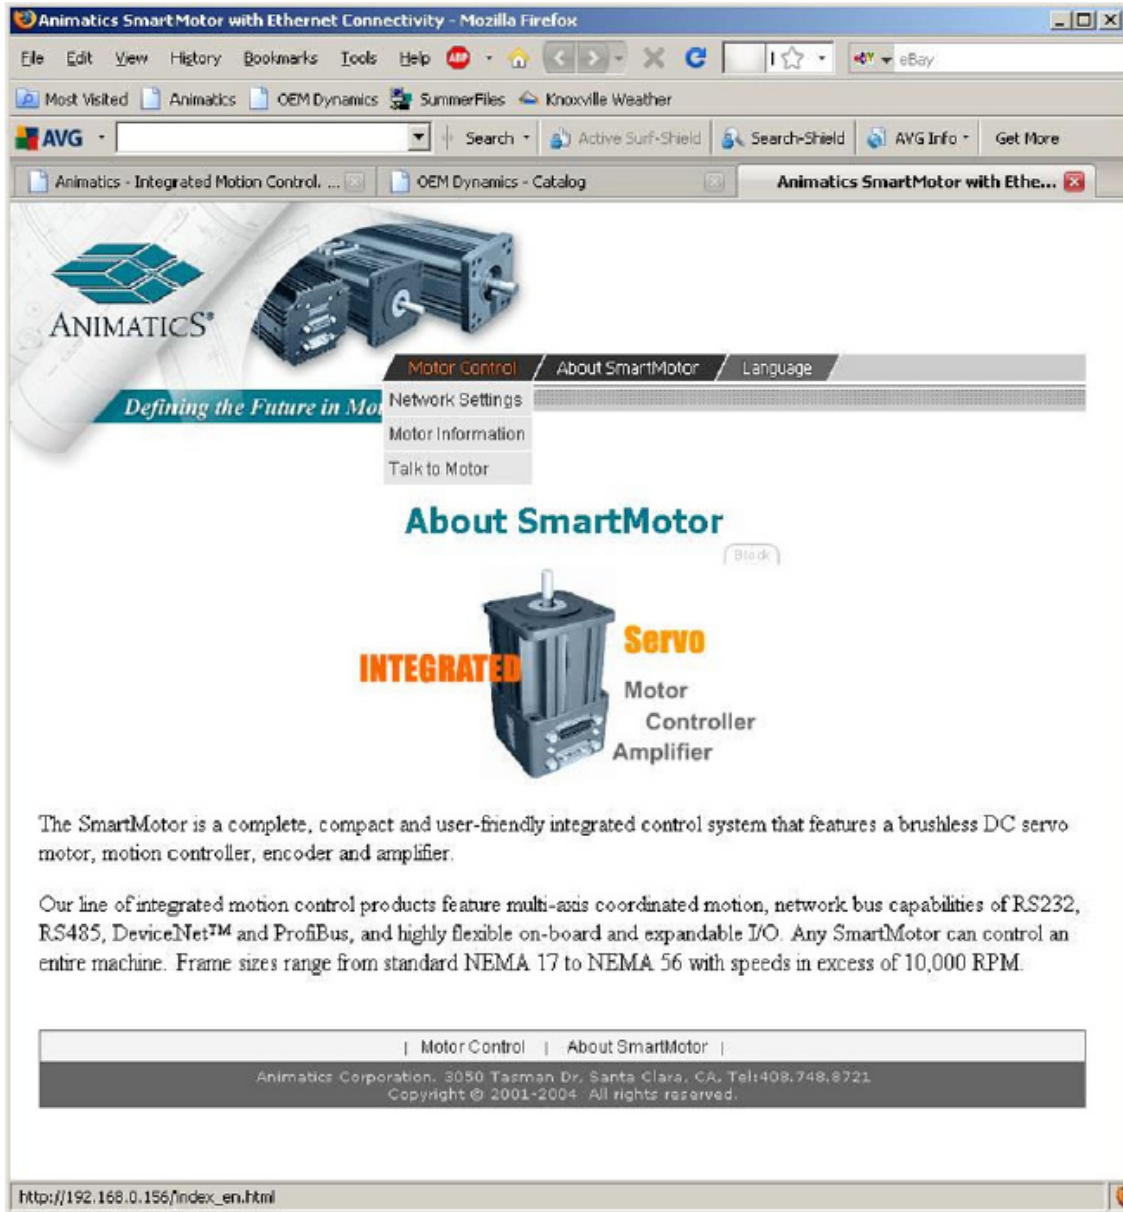 Animatics SmartMotor with Ethernet Connectivity - Mozilla Firefox
File Edit View History Bookmarks Tools Help ABP eBay
Most Visited Animatics OEM Dynamics SummerFiles Knoxville Weather
AVG Search Active Surf-Shield Search-Shield AVG Info Get More
Animatics - Integrated Motion Control. ... OEM Dynamics - Catalog Animatics SmartMotor with Ethe...
ANIMATICS®
Motor Control About SmartMotor Language
Defining the Future in Mo
Network Settings
Motor Information
Talk to Motor
About SmartMotor
Block
INTEGRATED
Servo
Motor
Controller
Amplifier
The SmartMotor is a complete, compact and user-friendly integrated control system that features a brushless DC servo
motor, motion controller, encoder and amplifier.
Our line of integrated motion control products feature multi-axis coordinated motion, network bus capabilities of RS232,
RS485, DeviceNet™ and ProfiBus, and highly flexible on-board and expandable I/O. Any SmartMotor can control an
entire machine. Frame sizes range from standard NEMA 17 to NEMA 56 with speeds in excess of 10,000 RPM.
| Motor Control | About SmartMotor |
Animatics Corporation. 3050 Tasman Dr, Santa Clara, CA, Tel:408.748.8721
Copyright © 2001-2004 All rights reserved.
http://192.168.0.156/index_en.html